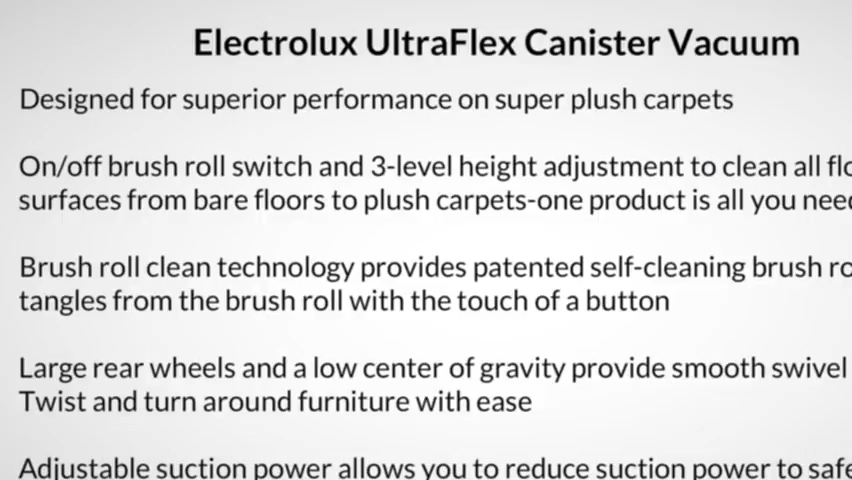 Electrolux UltraFlex Canister Vacuum
Designed for superior performance on super plush carpets
On/off brush roll switch and 3-level height adjustment to clean all
surfaces from bare floors to plush carpets-one product is all you
Brush roll clean technology provides patented self-cleaning brush
tangles from the brush roll with the touch of a button
Large rear wheels and a low center of gravity provide smooth swivel
Twist and turn around furniture with ease
Adjustable suction power allows you to reduce suction power to